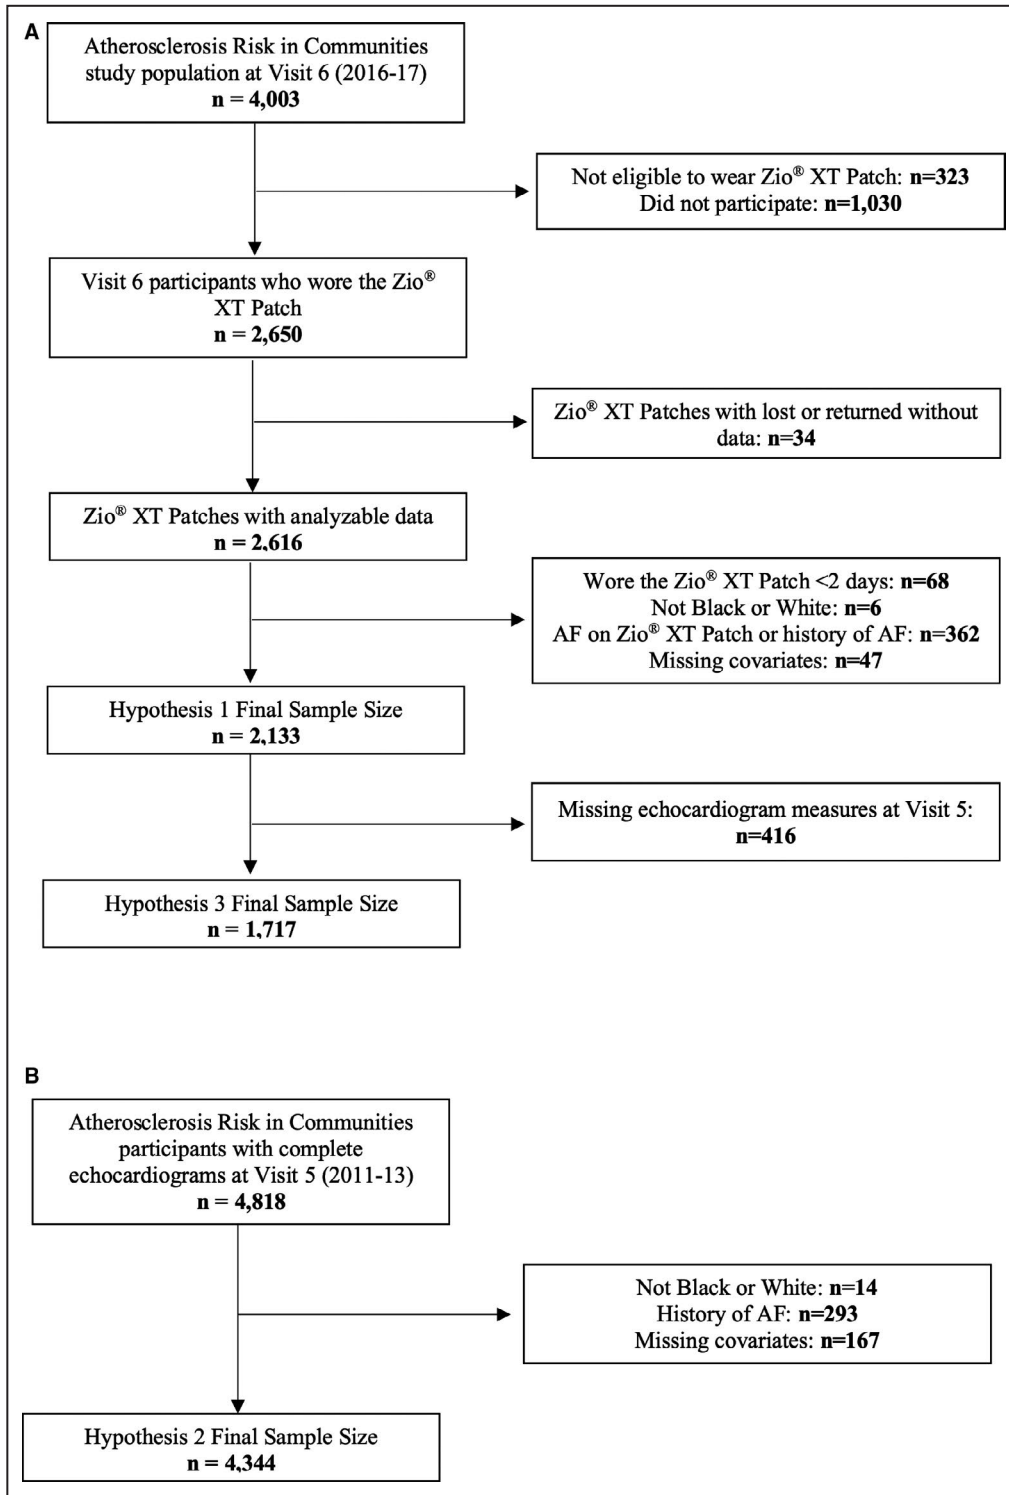 A
Atherosclerosis Risk in Communities
study population at Visit 6 (2016-17)
n = 4,003
Not eligible to wear Zio® XT Patch: n=323
Did not participate: n=1,030
Visit 6 participants who wore the Zio®
XT Patch
n = 2,650
Zio® XT Patches with lost or returned without
data: n=34
Zio® XT Patches with analyzable data
n = 2,616
Wore the Zio® XT Patch <2 days: n=68
Not Black or White: n=6
AF on Zio® XT Patch or history of AF: n=362
Missing covariates: n=47
Hypothesis 1 Final Sample Size
n = 2,133
Missing echocardiogram measures at Visit 5:
n=416
Hypothesis 3 Final Sample Size
n = 1,717
B
Atherosclerosis Risk in Communities
participants with complete
echocardiograms at Visit 5 (2011-13)
n = 4,818
Not Black or White: n=14
History of AF: n=293
Missing covariates: n=167
Hypothesis 2 Final Sample Size
n = 4,344